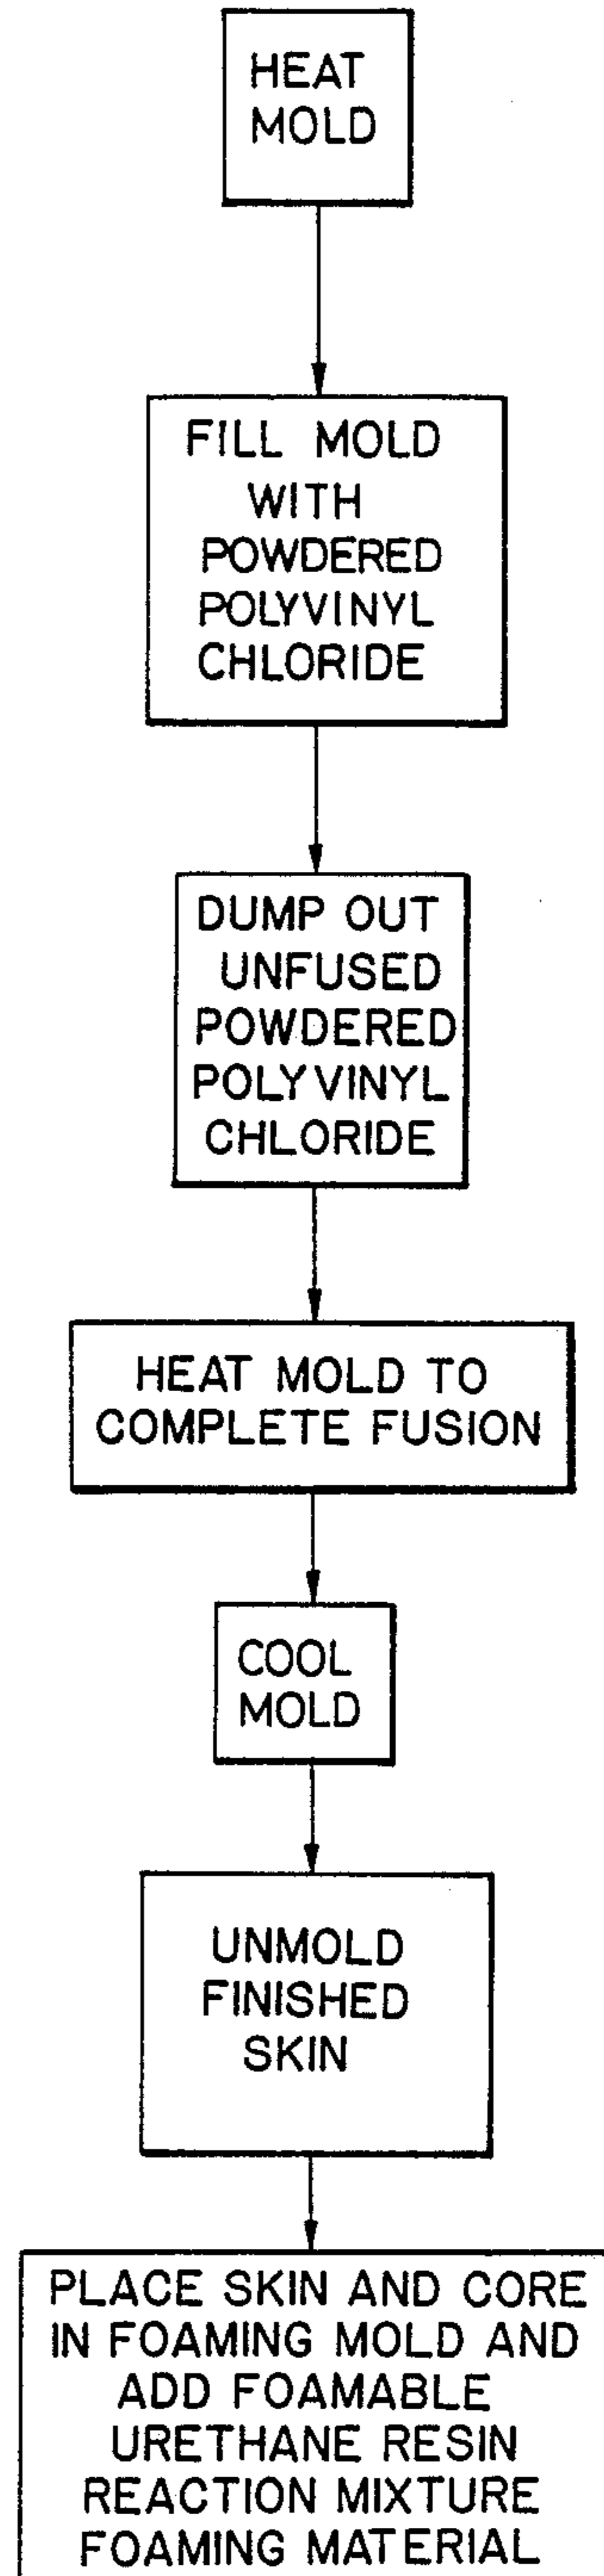 HEAT
MOLD
FILL MOLD
WITH
POWDERED
POLYVINYL
CHLORIDE
DUMP OUT
UNFUSED
POWDERED
POLYVINYL
CHLORIDE
HEAT MOLD TO
COMPLETE FUSION
COOL
MOLD
UNMOLD
FINISHED
SKIN
PLACE SKIN AND CORE
IN FOAMING MOLD AND
ADD FOAMABLE
URETHANE RESIN
REACTION MIXTURE
FOAMING MATERIAL